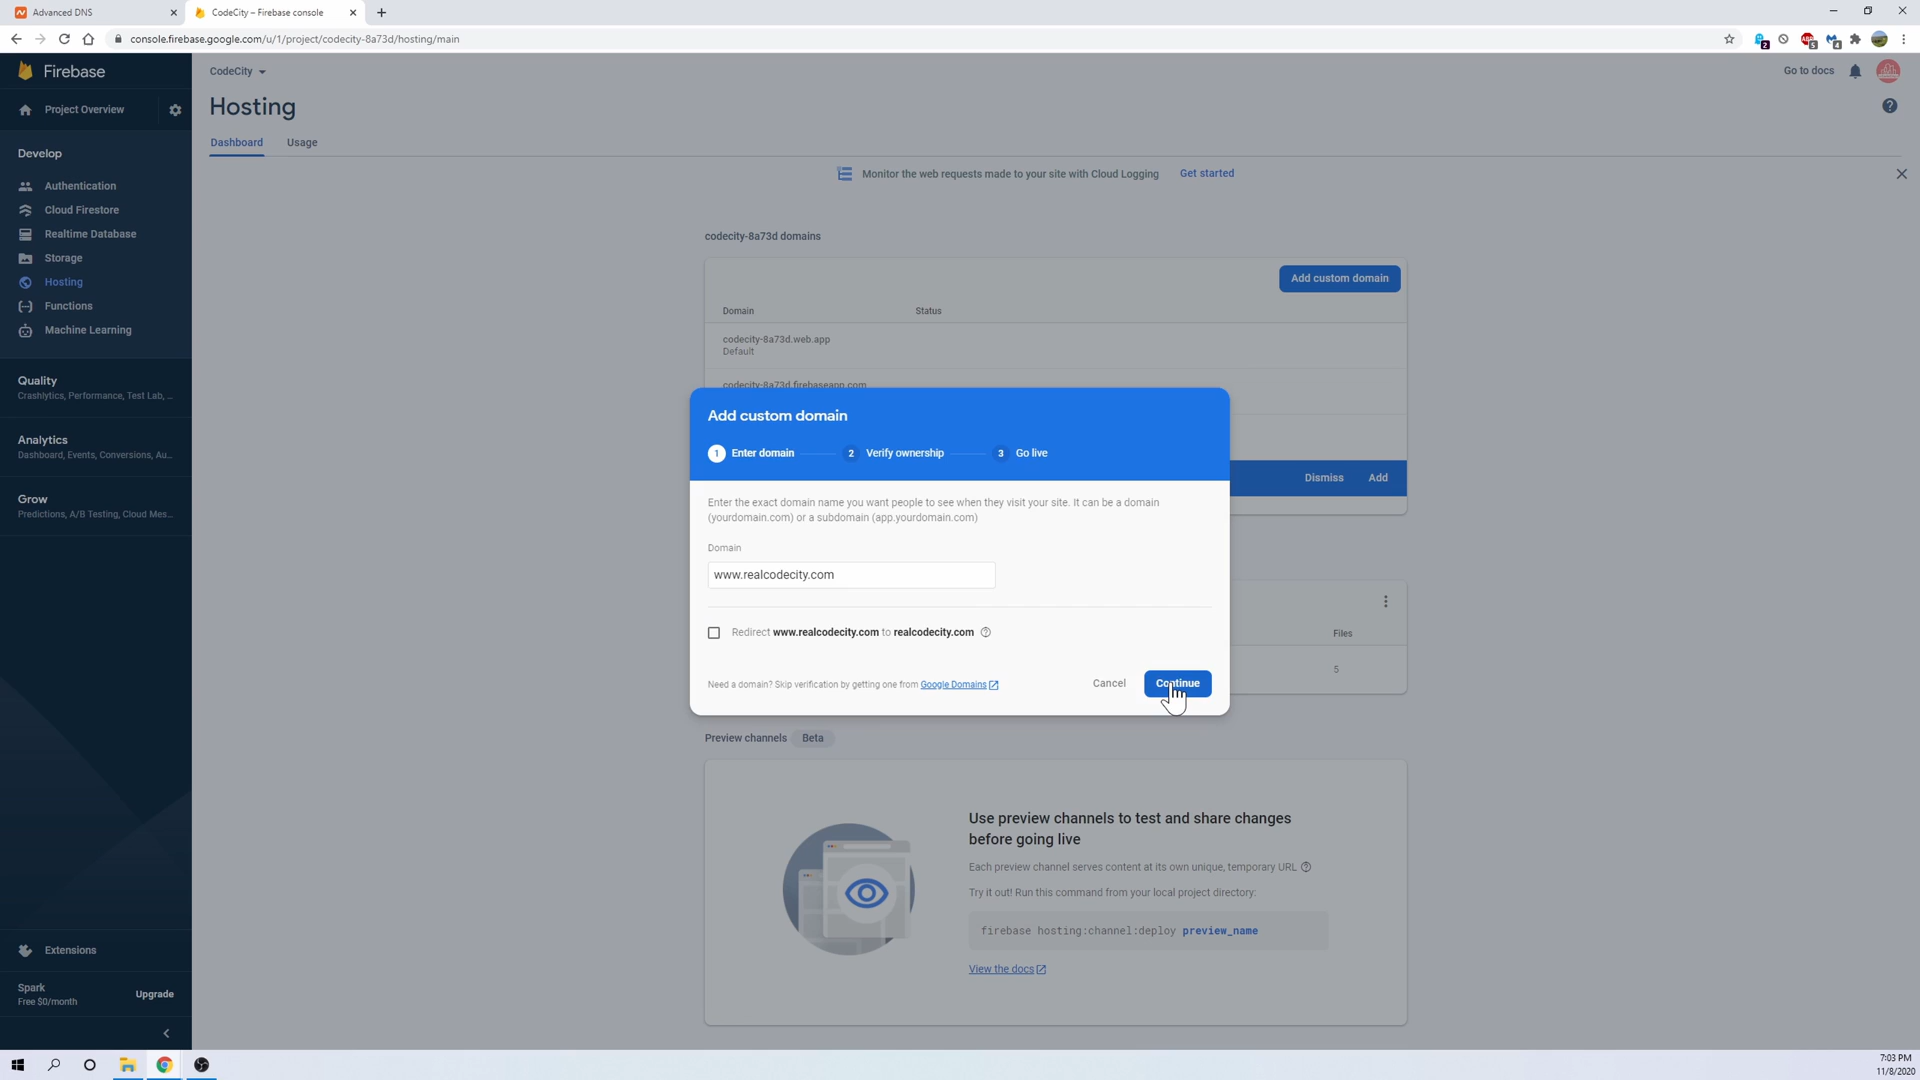 Advanced DNS
CodeCity – Firebase console
console.firebase.google.com/u/1/project/codecity-8a73d/hosting/main
2
5
4
Firebase
CodeCity
Go to docs
Project Overview
Hosting
Dashboard
Usage
Develop
Monitor the web requests made to your site with Cloud Logging
Get started
Authentication
Cloud Firestore
Realtime Database
Storage
Hosting
Functions
Machine Learning
codecity-8a73d domains
Add custom domain
Domain
Status
codecity-8a73d.web.app
Default
codecity-8a73d.firebaseapp.com
Quality
Crashlytics, Performance, Test Lab, ...
Analytics
Dashboard, Events, Conversions, Au...
Grow
Predictions, A/B Testing, Cloud Mes...
Dismiss
Add
Add custom domain
1 Enter domain
2 Verify ownership
3 Go live
Enter the exact domain name you want people to see when they visit your site. It can be a domain
(yourdomain.com) or a subdomain (app.yourdomain.com)
Domain
www.realcodecity.com
Redirect www.realcodecity.com to realcodecity.com
Need a domain? Skip verification by getting one from Google Domains
Cancel
Continue
Files
5
Preview channels
Beta
Use preview channels to test and share changes
before going live
Each preview channel serves content at its own unique, temporary URL
Try it out! Run this command from your local project directory:
firebase hosting:channel:deploy preview_name
View the docs
Extensions
Spark
Free $0/month
Upgrade
7:03 PM
11/8/2020